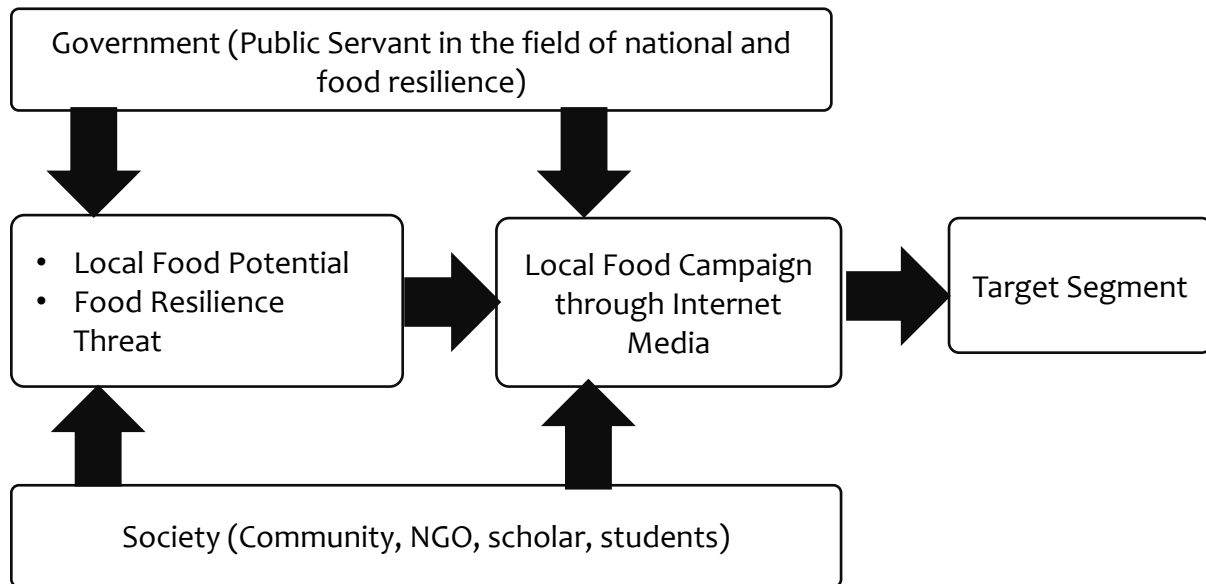 Government (Public Servant in the field of national and
food resilience)
• Local Food Potential
• Food Resilience
Threat
Local Food Campaign
through Internet
Media
Target Segment
Society (Community, NGO, scholar, students)